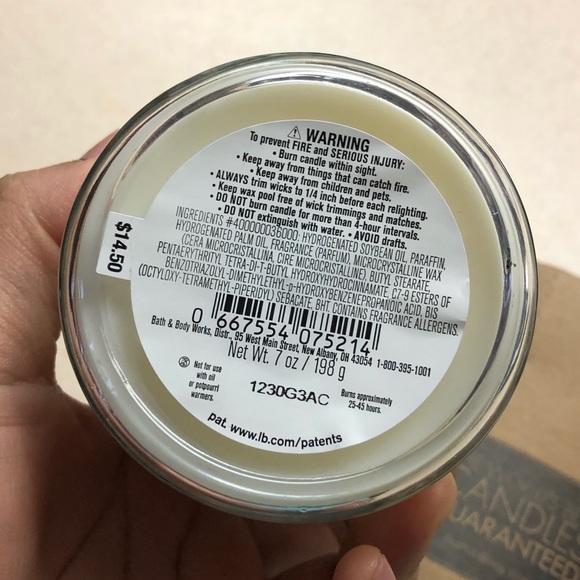 ⚠ WARNING
To prevent FIRE and SERIOUS INJURY:
• Burn candle within sight.
• Keep away from things that can catch fire.
• Keep away from children and pets.
• ALWAYS trim wicks to 1/4 inch before each relighting.
• Keep wax pool free of wick trimmings and matches.
• DO NOT burn candle for more than 4-hour intervals.
• DO NOT extinguish with water. • AVOID drafts.
INGREDIENTS #40000003600D: HYDROGENATED SOYBEAN OIL, PARAFFIN,
HYDROGENATED PALM OIL, FRAGRANCE (PARFUM), MICROCRYSTALLINE WAX
(CERA MICROCRISTALLINA, CIRE MICROCRISTALLINE) BUTYL STEARATE,
PENTAERYTHRITYL TETRA-DI-T-BUTYL HYDROXYHYDROCINNAMATE, C7-9 ESTERS OF
BENZOTRIAZOLYL-DIMETHYLETHYL-p-HYDROXYBENZENEPROPANOIC ACID, BIS
(OCTYLOXY-TETRAMETHYL-PIPERIDYL) SEBACATE, BHT. CONTAINS FRAGRANCE ALLERGENS.
$14.50
0 667554 075214
Bath & Body Works, Distr., 95 West Main Street, New Albany, OH 43054 1-800-395-1001
Net Wt. 7 oz / 198 g
Not for use
with oil
or
potpourri
warmers.
1230G3AC
Burns approximately
25-45 hours.
pat. www.lb.com/patents
CANDLES
GUARANTEED